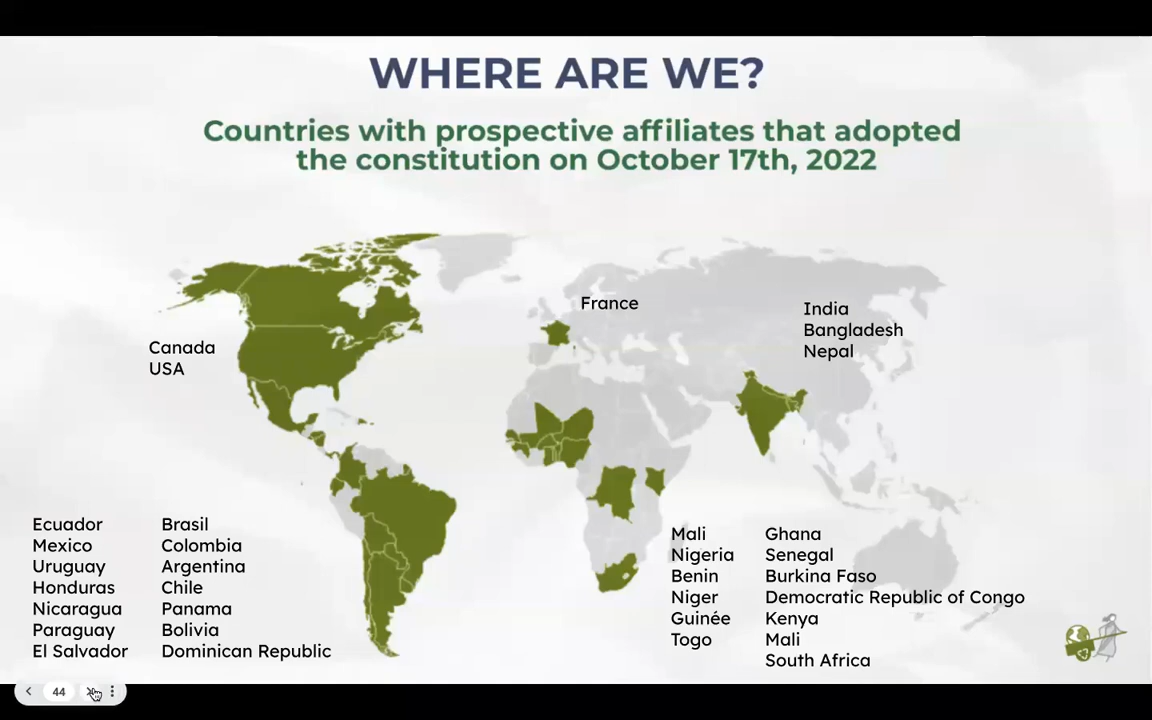 WHERE ARE WE?
Countries with prospective affiliates that adopted
the constitution on October 17th, 2022
Canada
USA
France
India
Bangladesh
Nepal
Ecuador
Mexico
Uruguay
Honduras
Nicaragua
Paraguay
El Salvador
Brasil
Colombia
Argentina
Chile
Panama
Bolivia
Dominican Republic
Mali
Nigeria
Benin
Niger
Guinée
Togo
Ghana
Senegal
Burkina Faso
Democratic Republic of Congo
Kenya
Mali
South Africa
44